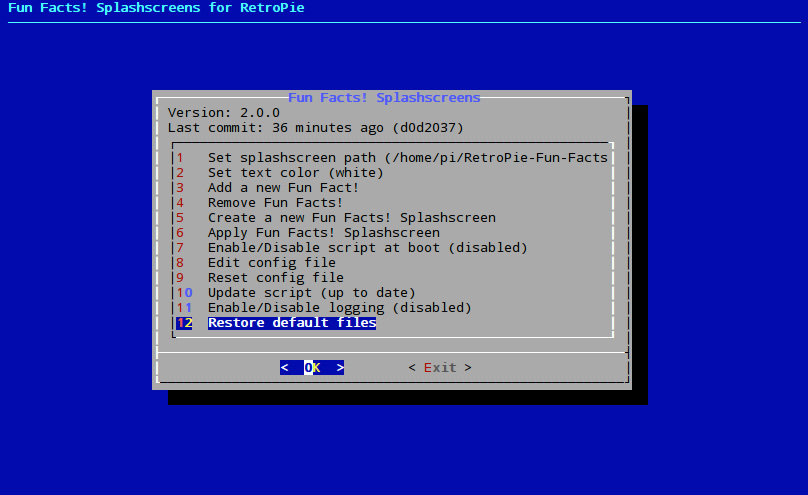 Fun Facts! Splashscreens for RetroPie
Fun Facts! Splashscreens
Version: 2.0.0
Last commit: 36 minutes ago (d0d2037)
1 Set splashscreen path (/home/pi/RetroPie-Fun-Facts
2 Set text color (white)
3 Add a new Fun Fact!
4 Remove Fun Facts!
5 Create a new Fun Facts! Splashscreen
6 Apply Fun Facts! Splashscreen
7 Enable/Disable script at boot (disabled)
8 Edit config file
9 Reset config file
10 Update script (up to date)
11 Enable/Disable logging (disabled)
12 Restore default files
< OK > < Exit >